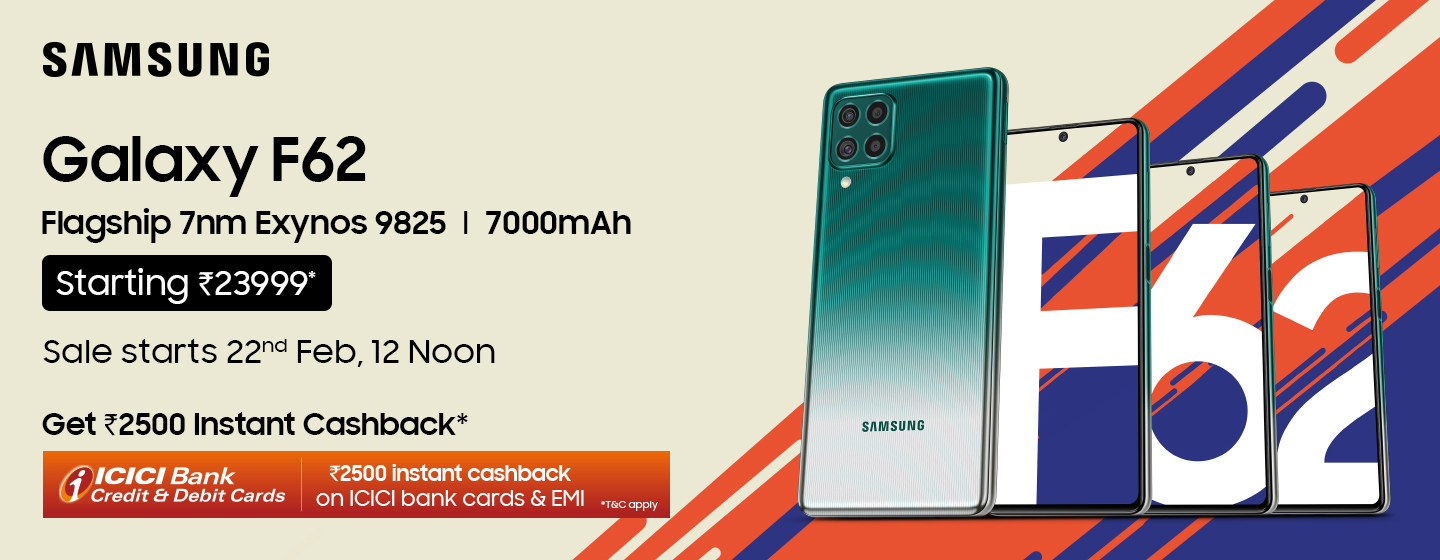 SAMSUNG
Galaxy F62
Flagship 7nm Exynos 9825 | 7000mAh
Starting ₹23999*
Sale starts 22nd Feb, 12 Noon
Get ₹2500 Instant Cashback*
ICICI Bank
Credit & Debit Cards
₹2500 instant cashback
on ICICI bank cards & EMI *T&C apply
SAMSUNG
F62